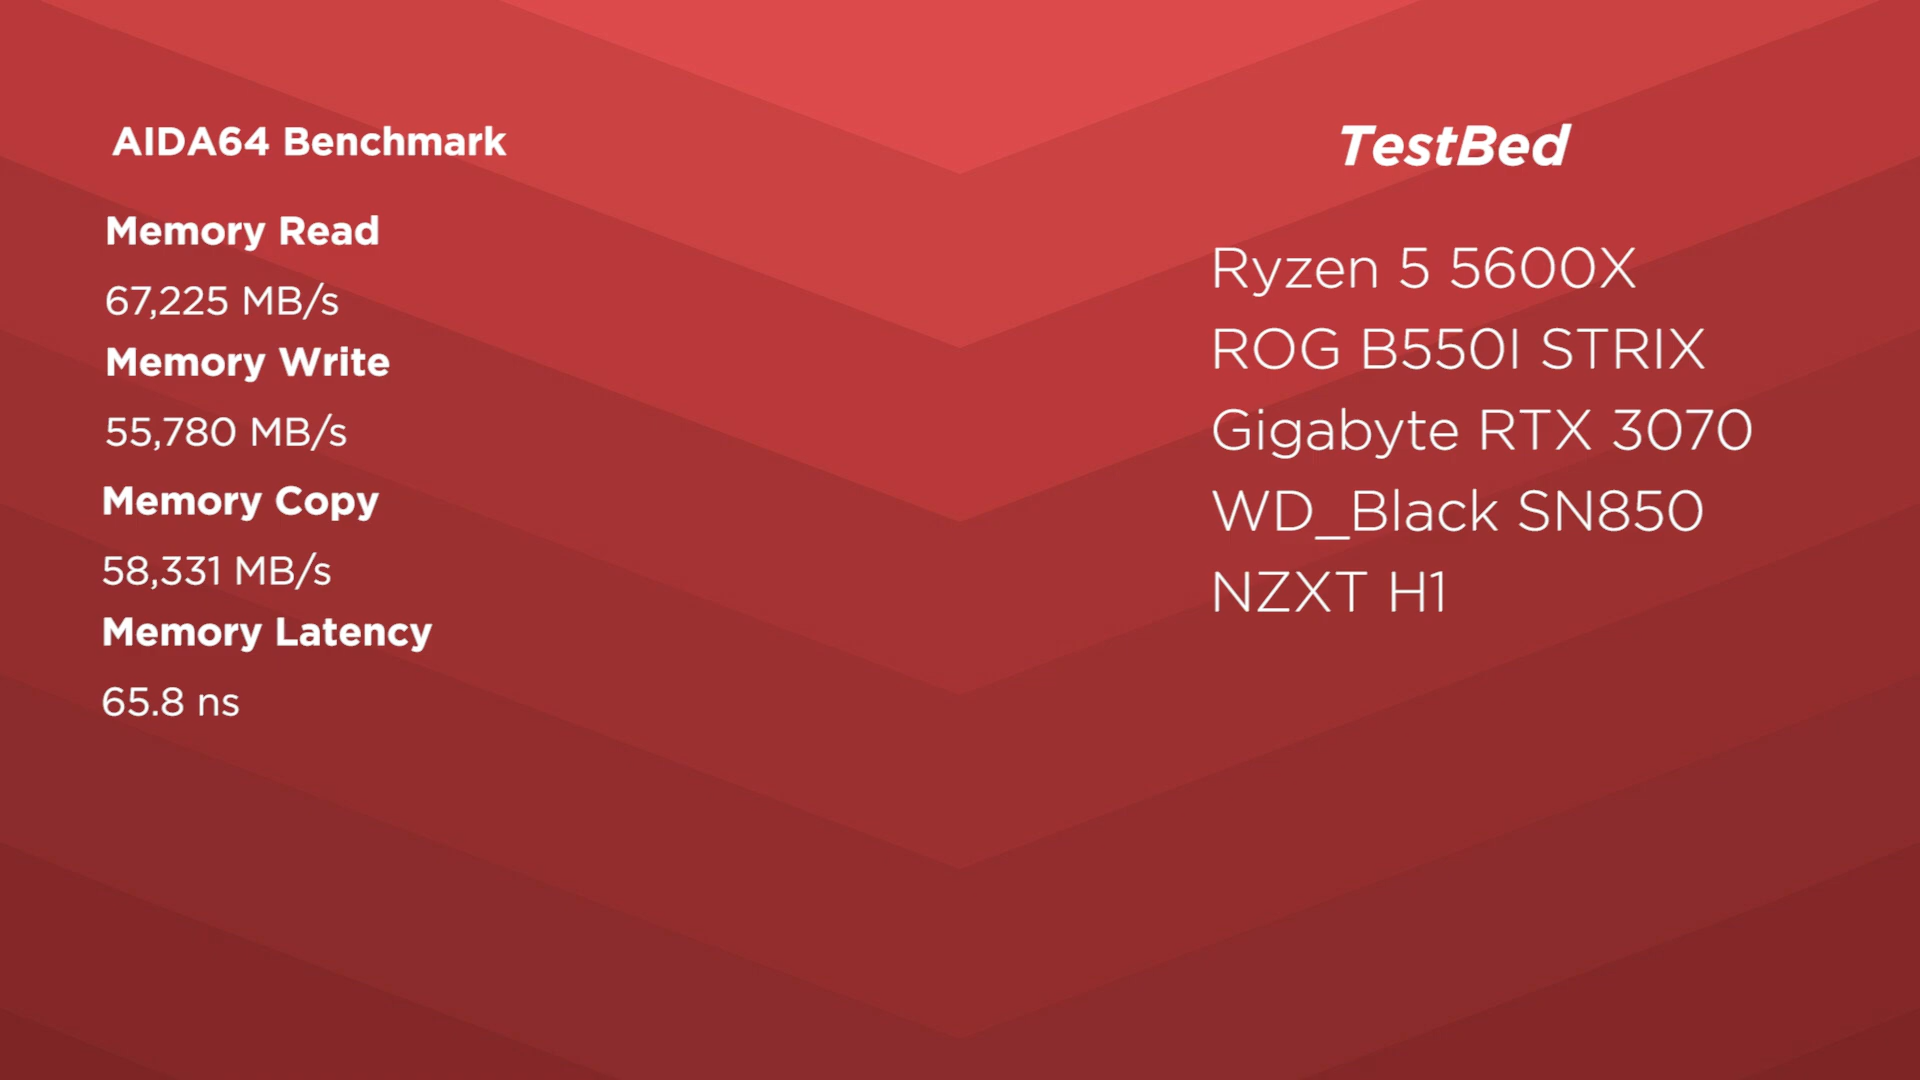 AIDA64 Benchmark
Memory Read
67,225 MB/s
Memory Write
55,780 MB/s
Memory Copy
58,331 MB/s
Memory Latency
65.8 ns
TestBed
Ryzen 5 5600X
ROG B550I STRIX
Gigabyte RTX 3070
WD_Black SN850
NZXT H1